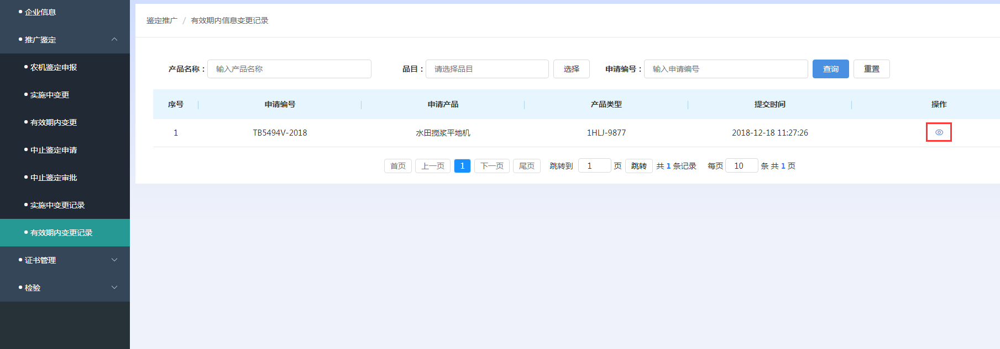 企业信息
推广鉴定
农机鉴定申报
实施中变更
有效期内变更
中止鉴定申请
中止鉴定审批
实施中变更记录
有效期内变更记录
证书管理
检验
鉴定推广 / 有效期内信息变更记录
产品名称： 输入产品名称 品目： 请选择品目 选择 申请编号： 输入申请编号 查询 重置
序号 申请编号 申请产品 产品类型 提交时间 操作
1 TB5494V-2018 水田搅浆平地机 1HLJ-9877 2018-12-18 11:27:26
首页 上一页 1 下一页 尾页 跳转到 1 页 跳转 共 1 条记录 每页 10 条 共 1 页